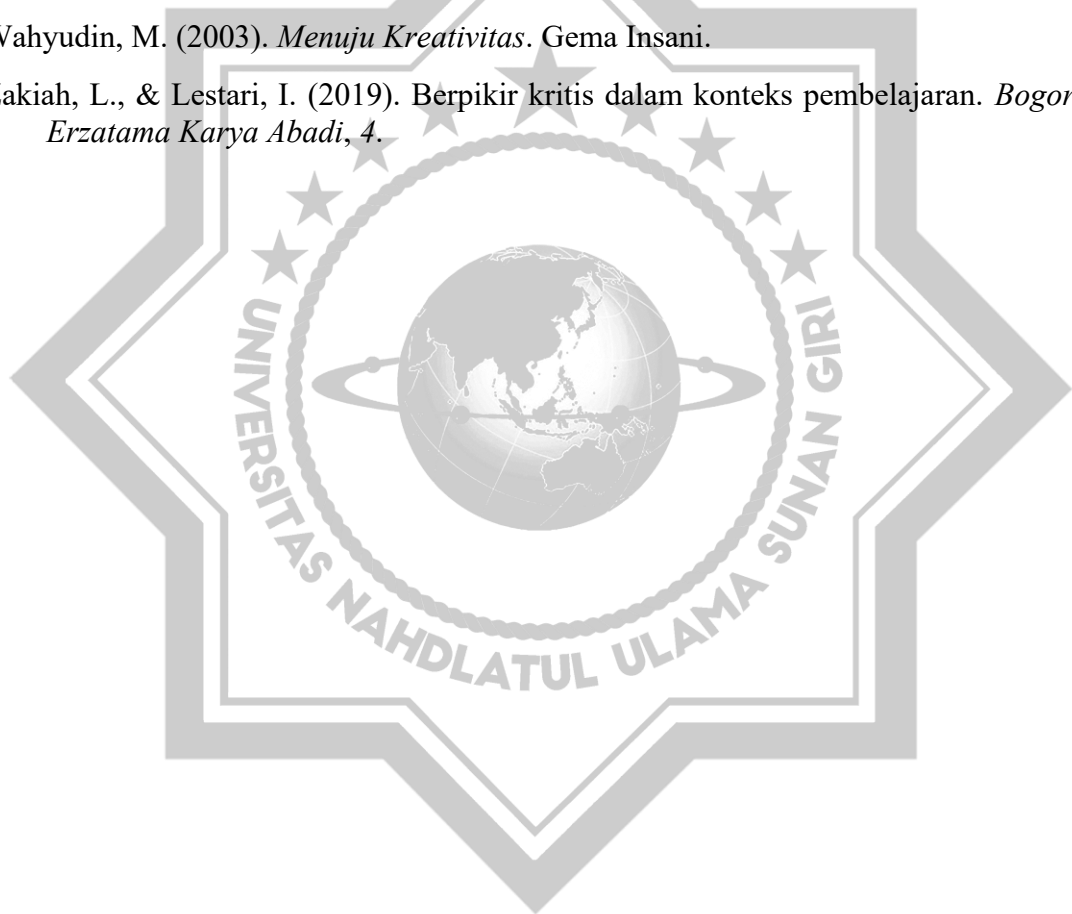 Wahyudin, M. (2003). Menuju Kreativitas. Gema Insani.
Zakiah, L., & Lestari, I. (2019). Berpikir kritis dalam konteks pembelajaran. Bogor
Erzatama Karya Abadi, 4.
UNIVERSITAS NAHDLATUL ULAMA SUNAN GIRI